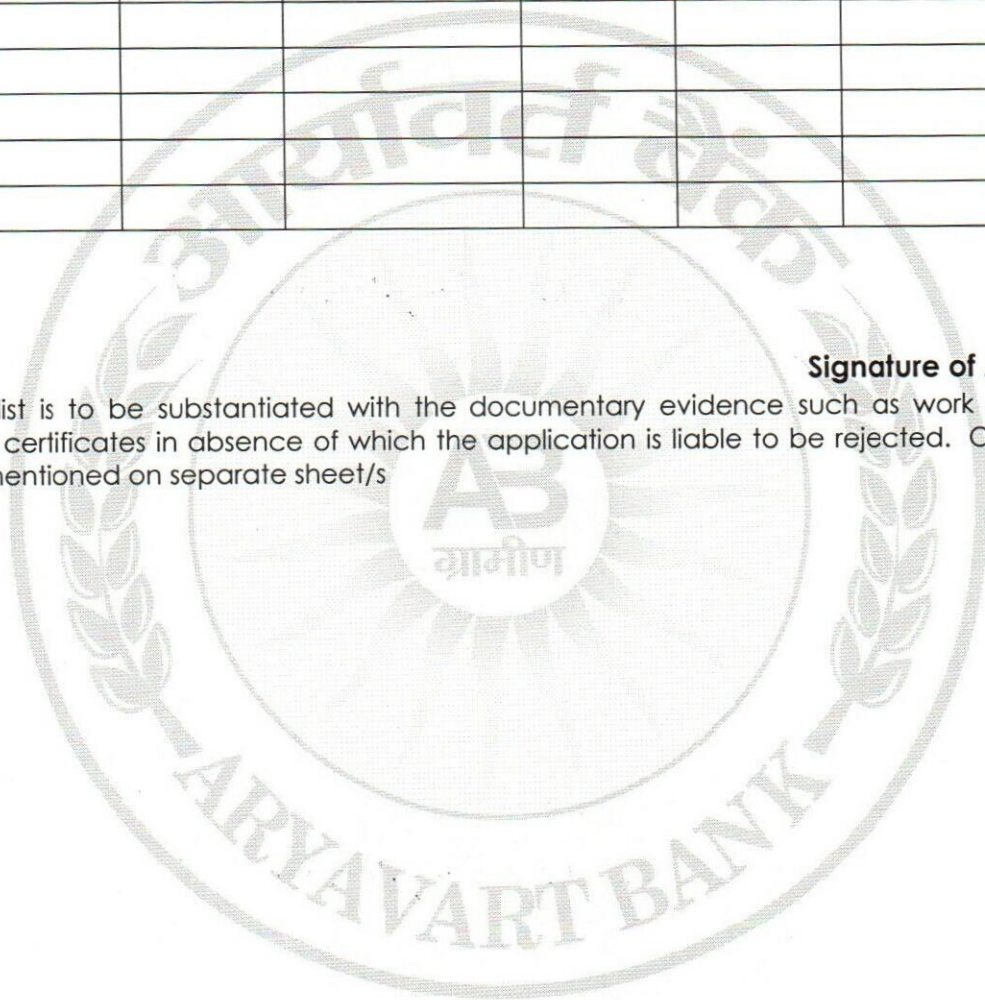 आर्यावर्त बैंक
Signature of
list is to be substantiated with the documentary evidence such as work
certificates in absence of which the application is liable to be rejected. C
mentioned on separate sheet/s
AB
ग्रामीण
ARYAVART BANK